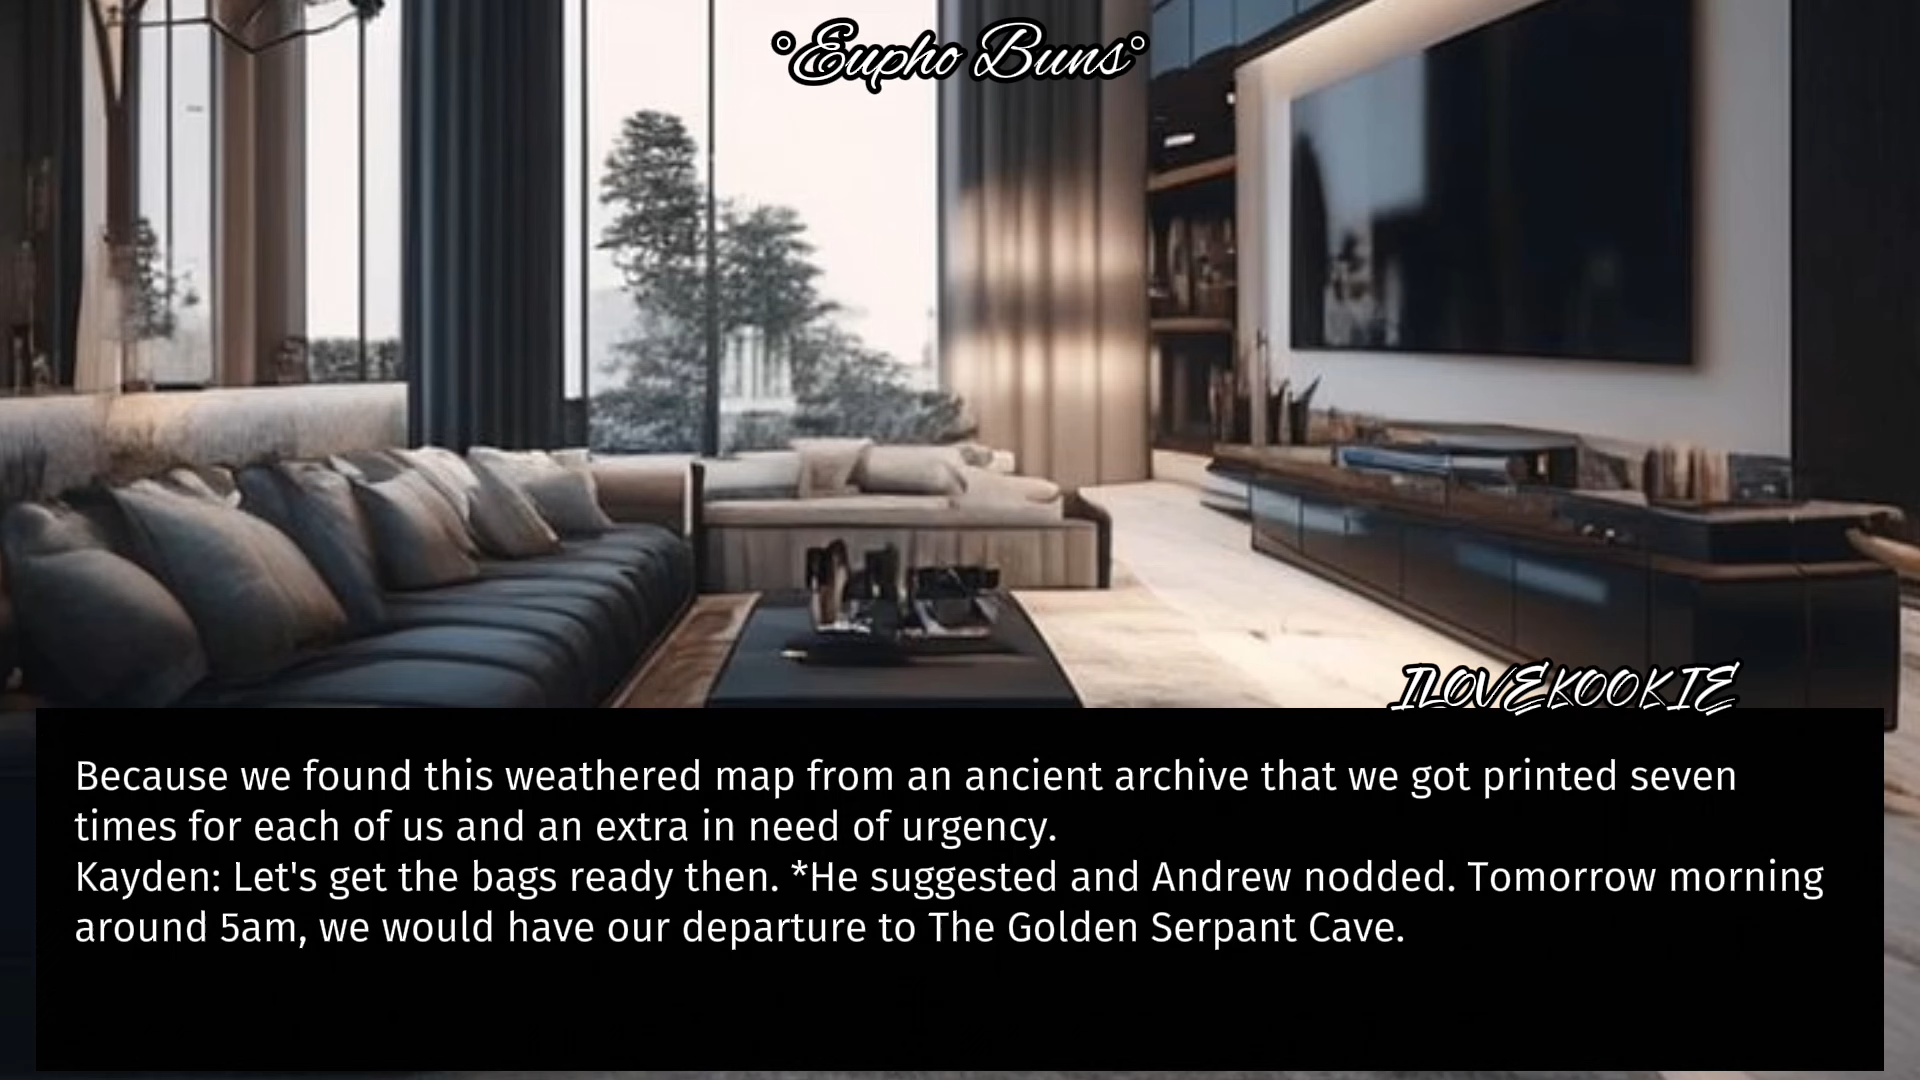 °Eupho Buns°
ILOVEKOOKIE
Because we found this weathered map from an ancient archive that we got printed seven
times for each of us and an extra in need of urgency.
Kayden: Let's get the bags ready then. *He suggested and Andrew nodded. Tomorrow morning
around 5am, we would have our departure to The Golden Serpant Cave.